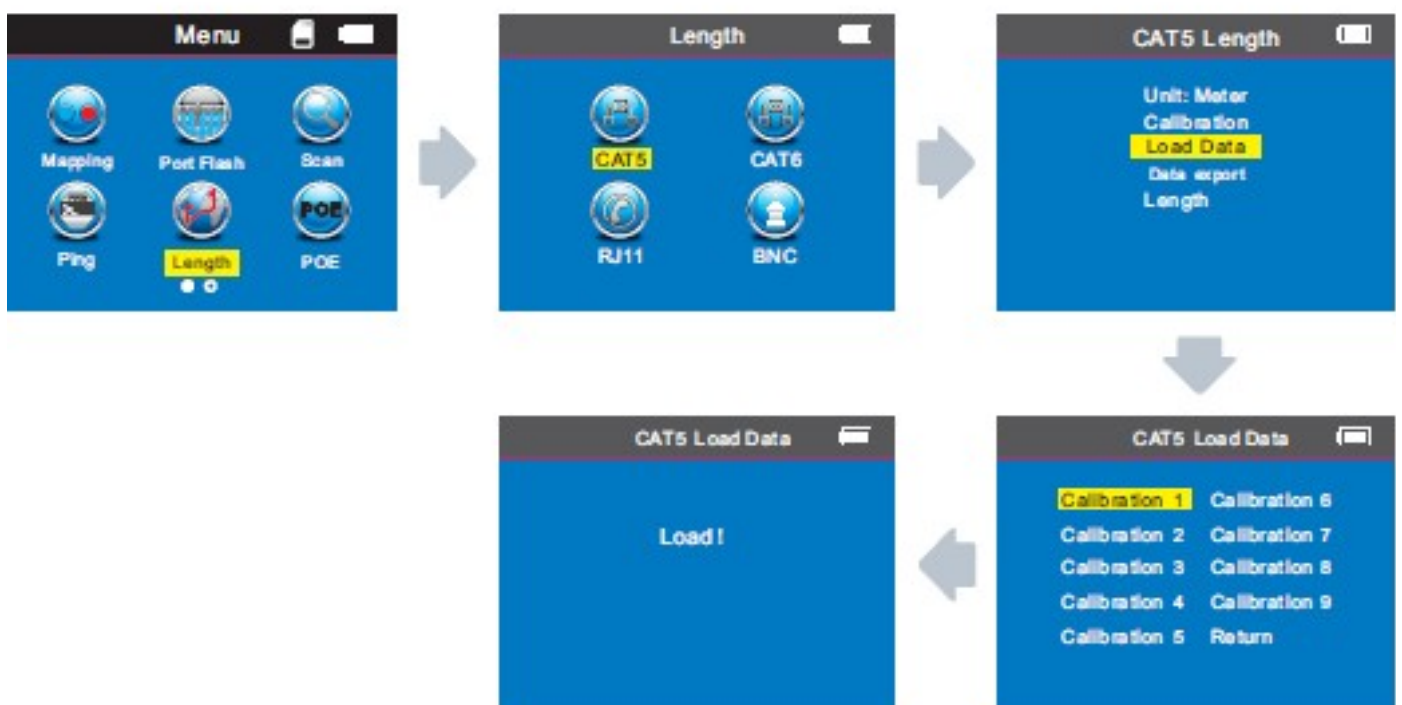 Menu
Mapping Port Flash Scan
Ping Length POE
Length
CAT5 CAT6
RJ11 BNC
CAT5 Length
Unit: Meter
Calibration
Load Data
Data export
Length
CAT5 Load Data
Calibration 1 Calibration 6
Calibration 2 Calibration 7
Calibration 3 Calibration 8
Calibration 4 Calibration 9
Calibration 5 Return
CAT5 Load Data
Load!